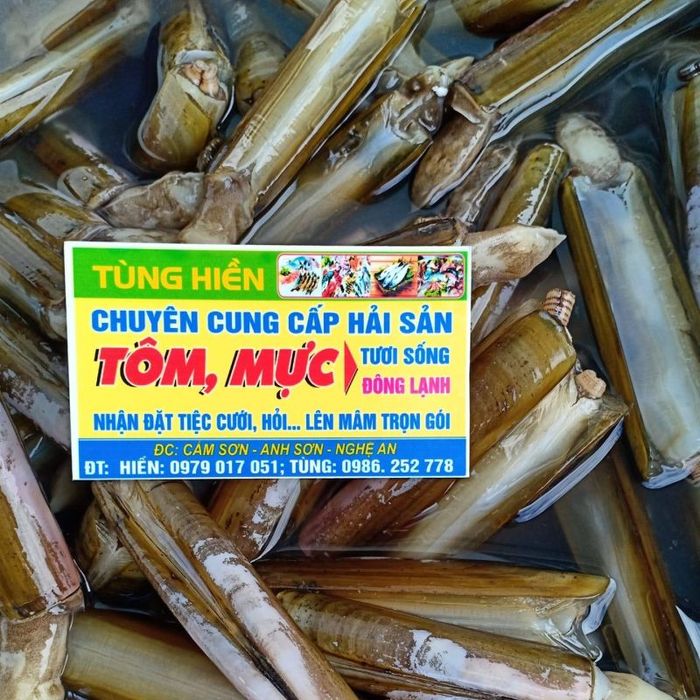 TÙNG HIỀN
CHUYÊN CUNG CẤP HẢI SẢN
TÔM, MỰC
TƯƠI SỐNG
ĐÔNG LẠNH
NHẬN ĐẶT TIỆC CƯỚI, HỎI... LÊN MÂM TRỌN GÓI
ĐC: CẨM SƠN - ANH SƠN - NGHỆ AN
ĐT: HIỀN: 0979 017 051; TÙNG: 0986. 252 778